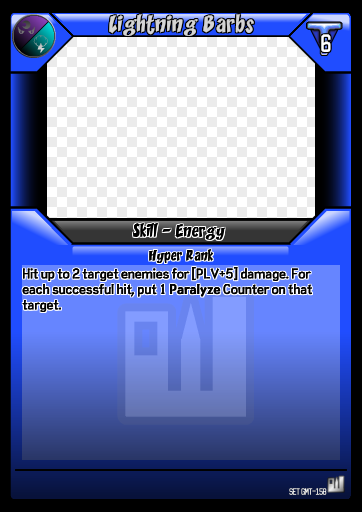 Lightning Barbs
6
Skill - Energy
Hyper Rank
Hit up to 2 target enemies for [PLV+5] damage. For
each successful hit, put 1 Paralyze Counter on that
target.
SET GMT-158